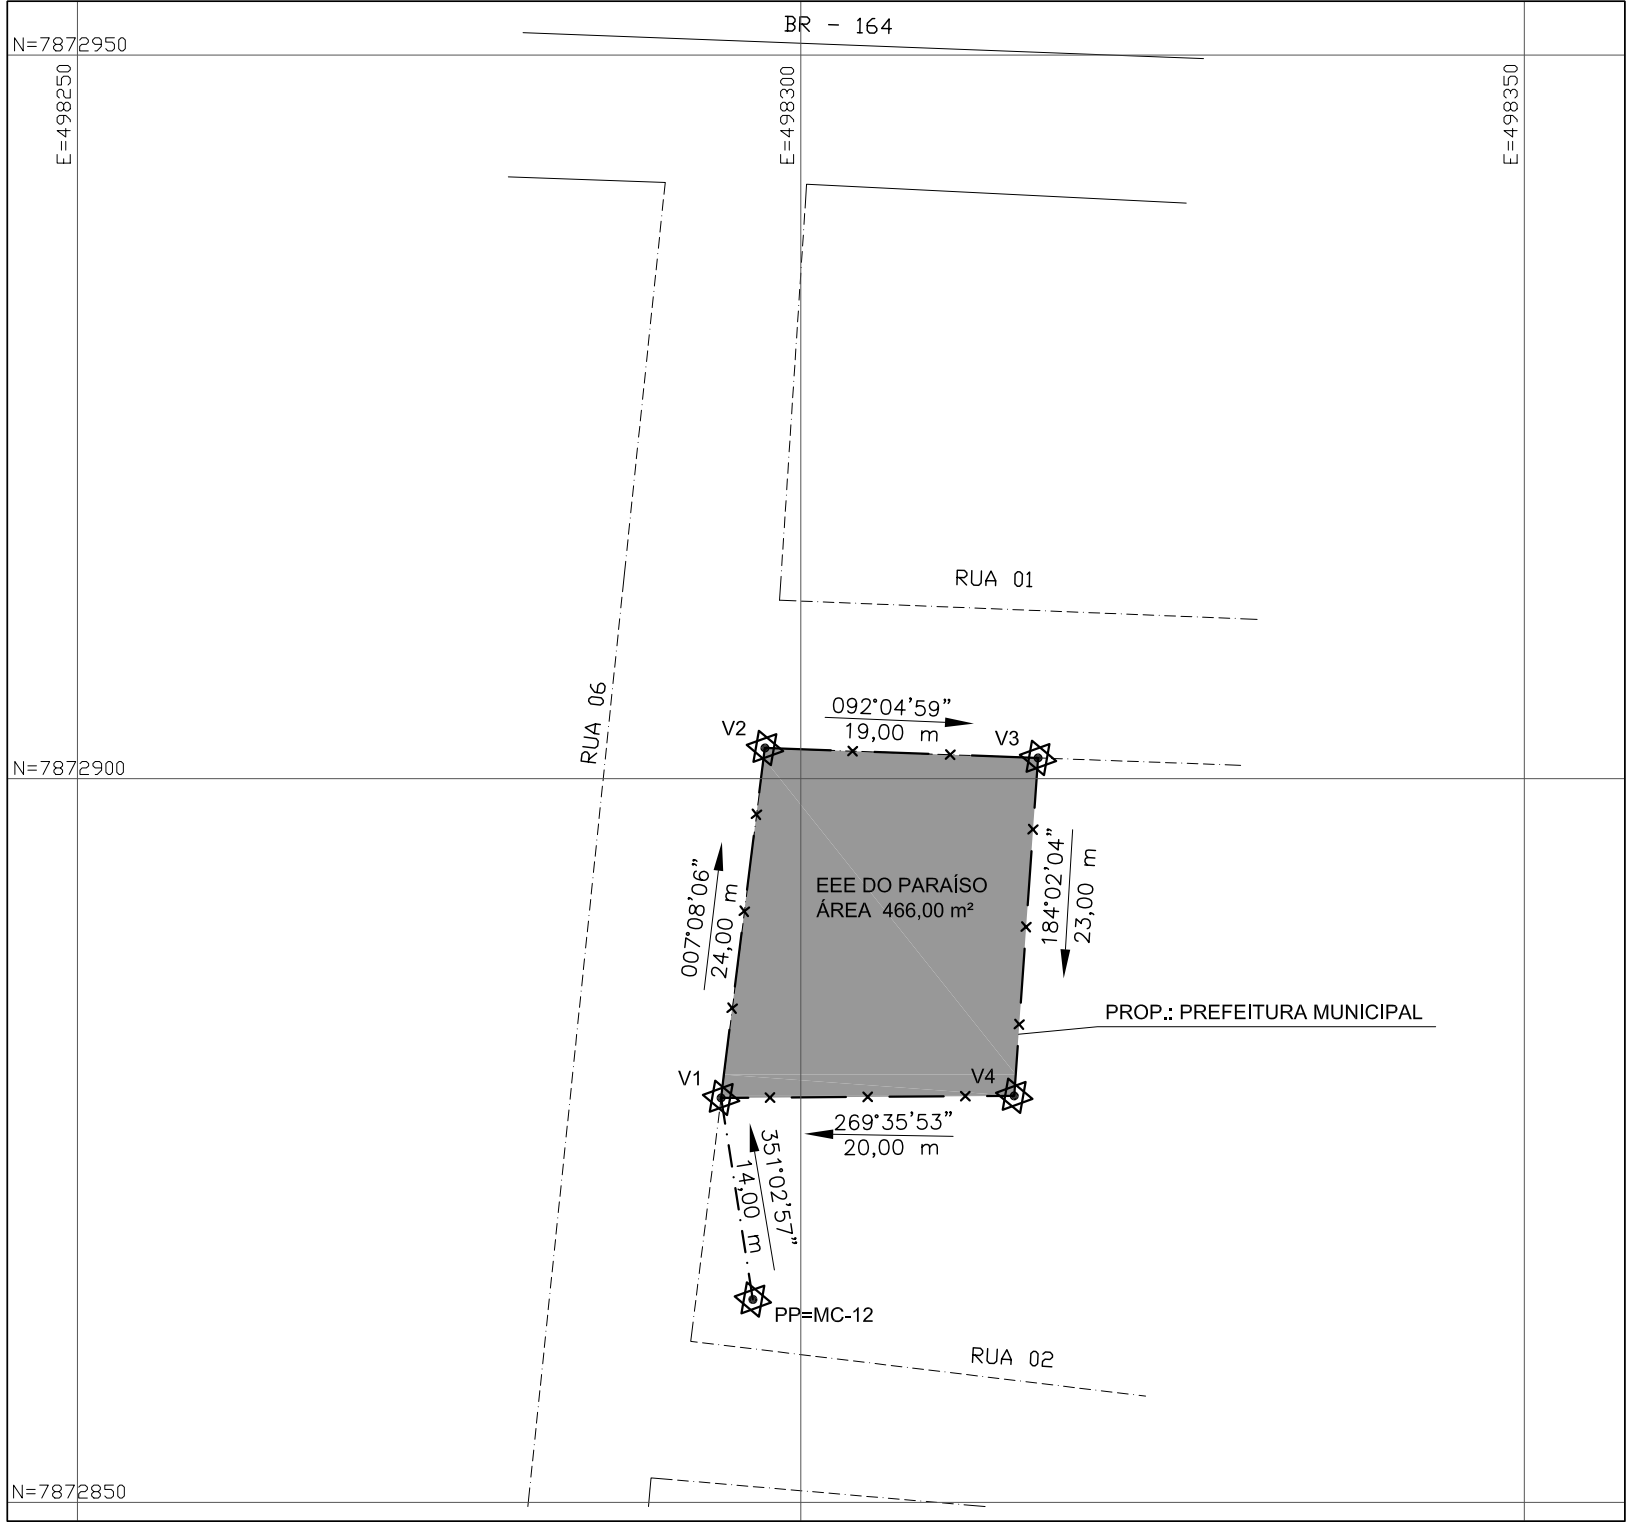 BR - 164
N=7872950
E=498250
E=498300
E=498350
RUA 01
RUA 06
092°04'59"
19,00 m
V2
V3
N=7872900
007°08'06"
24,00 m
EEE DO PARAÍSO
ÁREA 466,00 m²
184°02'04"
23,00 m
PROP.: PREFEITURA MUNICIPAL
V1
V4
269°35'53"
20,00 m
351°02'57"
14,00 m
PP=MC-12
RUA 02
N=7872850